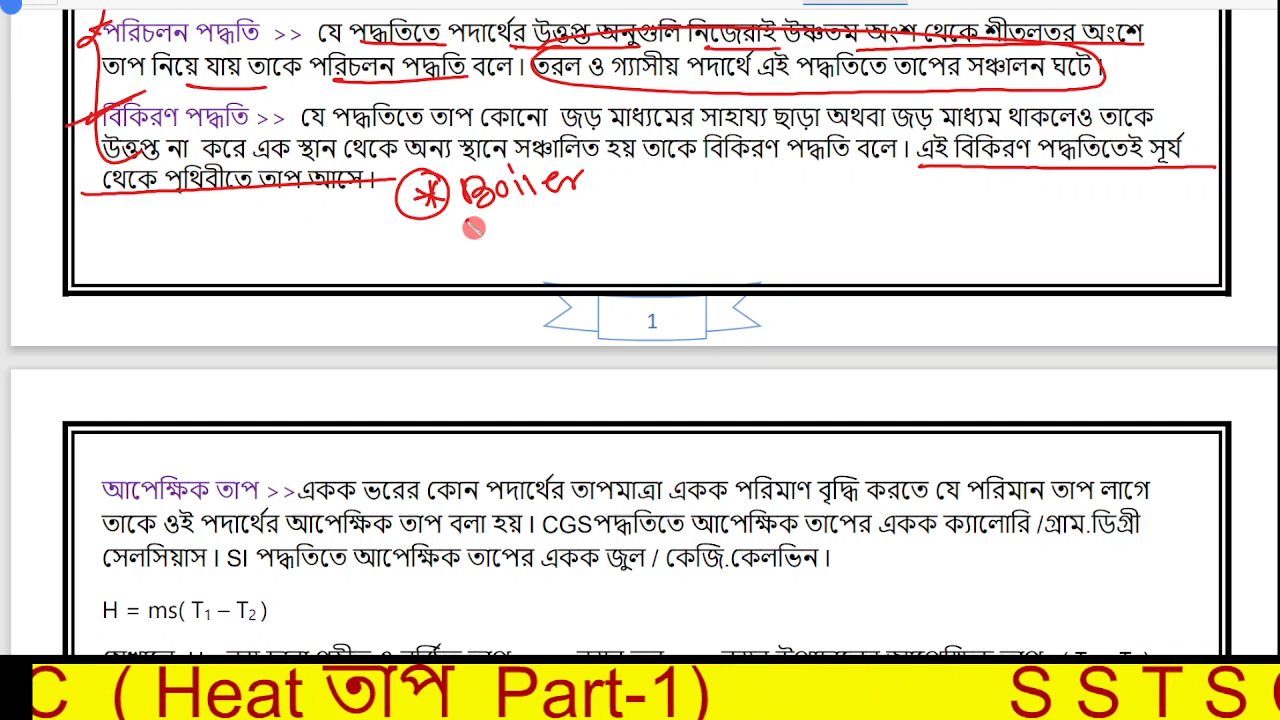 পরিচলন পদ্ধতি >> যে পদ্ধতিতে পদার্থের উত্তপ্ত অনুগুলি নিজেরাই উষ্ণতম অংশ থেকে শীতলতর অংশে
তাপ নিয়ে যায় তাকে পরিচলন পদ্ধতি বলে। তরল ও গ্যাসীয় পদার্থে এই পদ্ধতিতে তাপের সঞ্চালন ঘটে।
বিকিরণ পদ্ধতি >> যে পদ্ধতিতে তাপ কোনো জড় মাধ্যমের সাহায্য ছাড়া অথবা জড় মাধ্যম থাকলেও তাকে
উত্তপ্ত না করে এক স্থান থেকে অন্য স্থানে সঞ্চালিত হয় তাকে বিকিরণ পদ্ধতি বলে। এই বিকিরণ পদ্ধতিতেই সূর্য
থেকে পৃথিবীতে তাপ আসে।
* Boiler
1
আপেক্ষিক তাপ >>একক ভরের কোন পদার্থের তাপমাত্রা একক পরিমাণ বৃদ্ধি করতে যে পরিমান তাপ লাগে
তাকে ওই পদার্থের আপেক্ষিক তাপ বলা হয়। CGSপদ্ধতিতে আপেক্ষিক তাপের একক ক্যালোরি /গ্রাম.ডিগ্রী
সেলসিয়াস। SI পদ্ধতিতে আপেক্ষিক তাপের একক জুল / কেজি.কেলভিন।
H = ms( T₁ – T₂ )
C ( Heat তাপ Part-1) S S T S